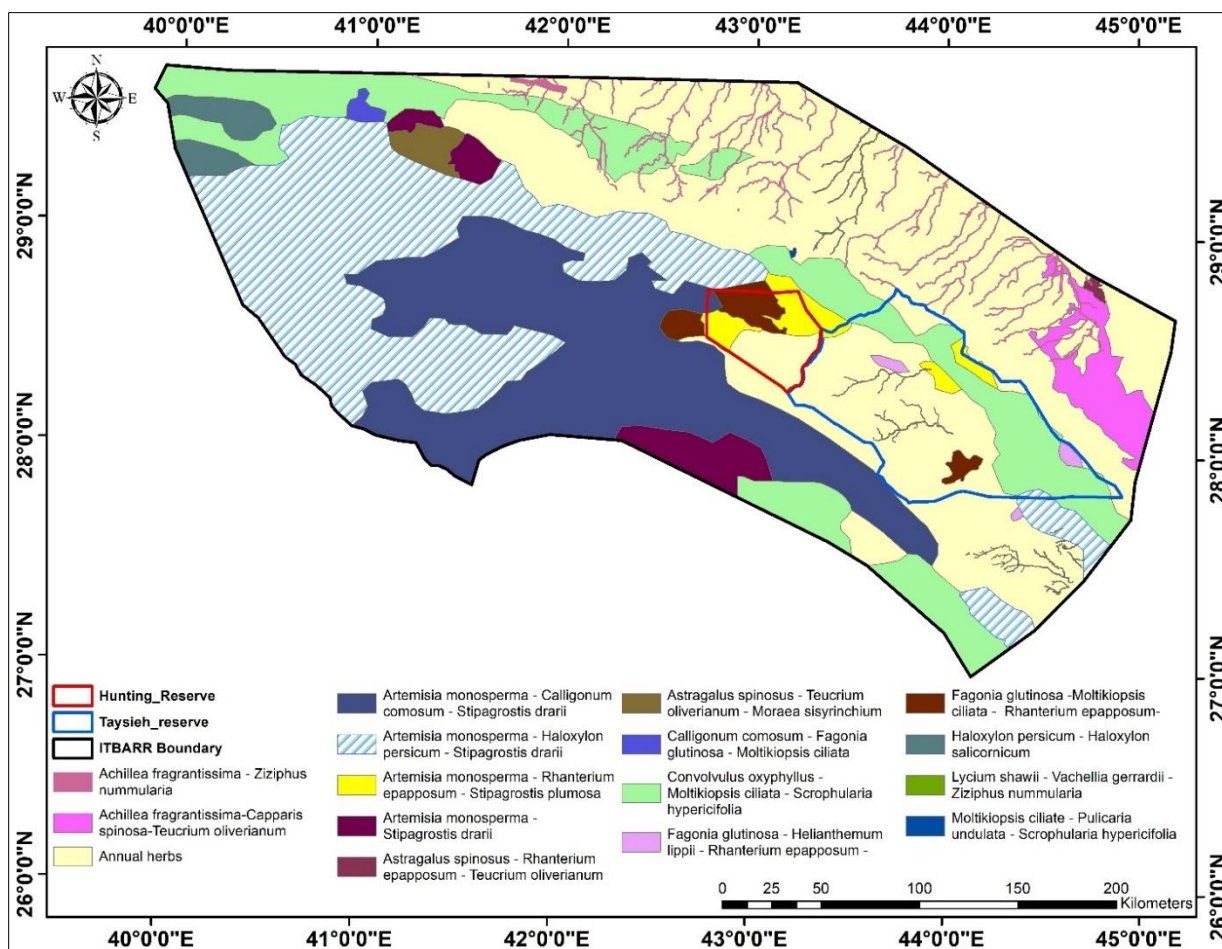 40°0'0"E 41°0'0"E 42°0'0"E 43°0'0"E 44°0'0"E 45°0'0"E
N
W E
S
29°0'0"N
28°0'0"N
27°0'0"N
26°0'0"N
29°0'0"N
28°0'0"N
27°0'0"N
26°0'0"N
Hunting_Reserve
Taysieh_reserve
ITBARR Boundary
Achillea fragrantissima - Ziziphus
nummularia
Achillea fragrantissima-Capparis
spinosa-Teucrium oliverianum
Annual herbs
Artemisia monosperma - Calligonum
comosum - Stipagrostis drarii
Artemisia monosperma - Haloxylon
persicum - Stipagrostis drarii
Artemisia monosperma - Rhanterium
epapposum - Stipagrostis plumosa
Artemisia monosperma -
Stipagrostis drarii
Astragalus spinosus - Rhanterium
epapposum - Teucrium oliverianum
Astragalus spinosus - Teucrium
oliverianum - Moraea sisyrinchium
Calligonum comosum - Fagonia
glutinosa - Moltikiopsis ciliata
Convolvulus oxyphyllus -
Moltikiopsis ciliata - Scrophularia
hypericifolia
Fagonia glutinosa - Helianthemum
lippii - Rhanterium epapposum -
Fagonia glutinosa -Moltikiopsis
ciliata - Rhanterium epapposum-
Haloxylon persicum - Haloxylon
salicornicum
Lycium shawii - Vachellia gerrardii -
Ziziphus nummularia
Moltikiopsis ciliate - Pulicaria
undulata - Scrophularia hypericifolia
0 25 50 100 150 200
Kilometers
40°0'0"E 41°0'0"E 42°0'0"E 43°0'0"E 44°0'0"E 45°0'0"E